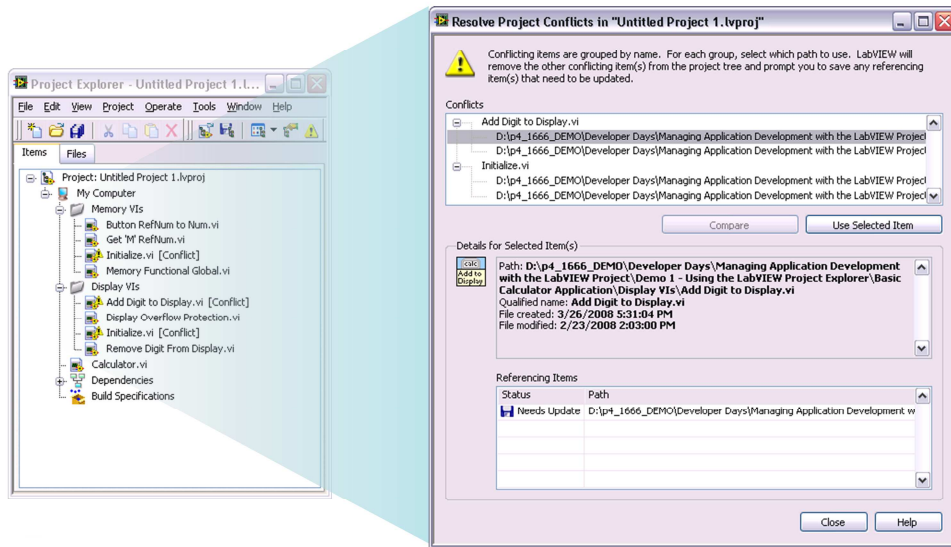 Project Explorer - Untitled Project 1.l...
File Edit View Project Operate Tools Window Help
Items Files
Project: Untitled Project 1.lvproj
My Computer
Memory VIs
Button RefNum to Num.vi
Get 'M' RefNum.vi
Initialize.vi [Conflict]
Memory Functional Global.vi
Display VIs
Add Digit to Display.vi [Conflict]
Display Overflow Protection.vi
Initialize.vi [Conflict]
Remove Digit From Display.vi
Calculator.vi
Dependencies
Build Specifications
Resolve Project Conflicts in "Untitled Project 1.lvproj"
Conflicting items are grouped by name. For each group, select which path to use. LabVIEW will
remove the other conflicting item(s) from the project tree and prompt you to save any referencing
item(s) that need to be updated.
Conflicts
Add Digit to Display.vi
D:\p4_1666_DEMO\Developer Days\Managing Application Development with the LabVIEW Project
D:\p4_1666_DEMO\Developer Days\Managing Application Development with the LabVIEW Project
Initialize.vi
D:\p4_1666_DEMO\Developer Days\Managing Application Development with the LabVIEW Project
D:\p4_1666_DEMO\Developer Days\Managing Application Development with the LabVIEW Project
Compare Use Selected Item
Details for Selected Item(s)
calc
Add to
Display
Path: D:\p4_1666_DEMO\Developer Days\Managing Application Development
with the LabVIEW Project\Demo 1 - Using the LabVIEW Project Explorer\Basic
Calculator Application\Display VIs\Add Digit to Display.vi
Qualified name: Add Digit to Display.vi
File created: 3/26/2008 5:31:04 PM
File modified: 2/23/2008 2:03:00 PM
Referencing Items
Status Path
Needs Update D:\p4_1666_DEMO\Developer Days\Managing Application Development w
Close Help